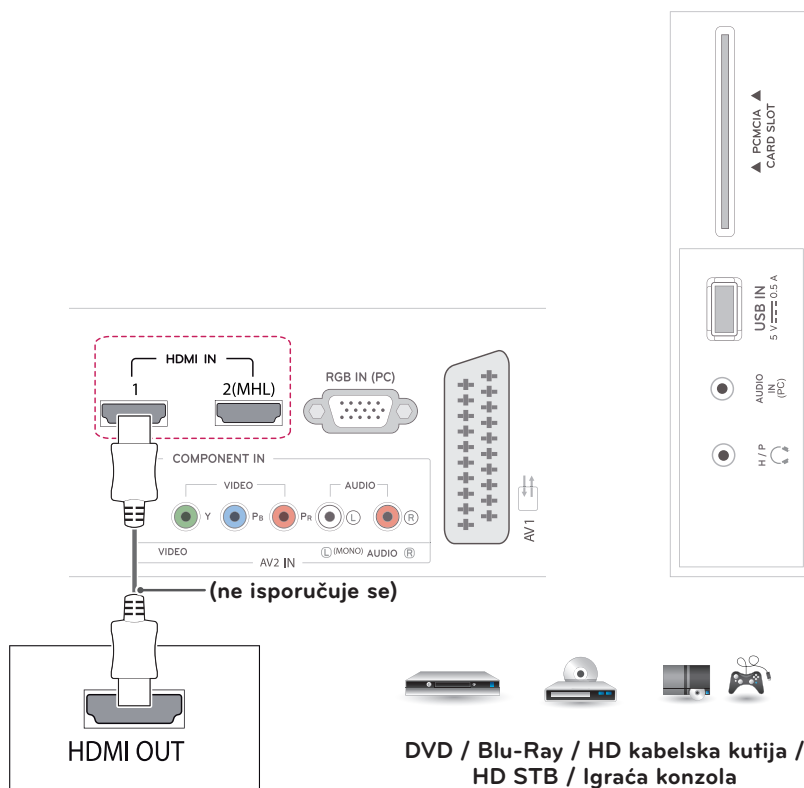 ▲ PCMCIA ▲
CARD SLOT
USB IN
5 V 0.5 A
AUDIO
IN
(PC)
H / P
HDMI IN
1
2(MHL)
RGB IN (PC)
COMPONENT IN
VIDEO
AUDIO
Y
PB
PR
L
R
VIDEO
L (MONO) AUDIO R
AV2 IN
AV1
(ne isporučuje se)
HDMI OUT
DVD / Blu-Ray / HD kabelska kutija /
HD STB / Igraća konzola